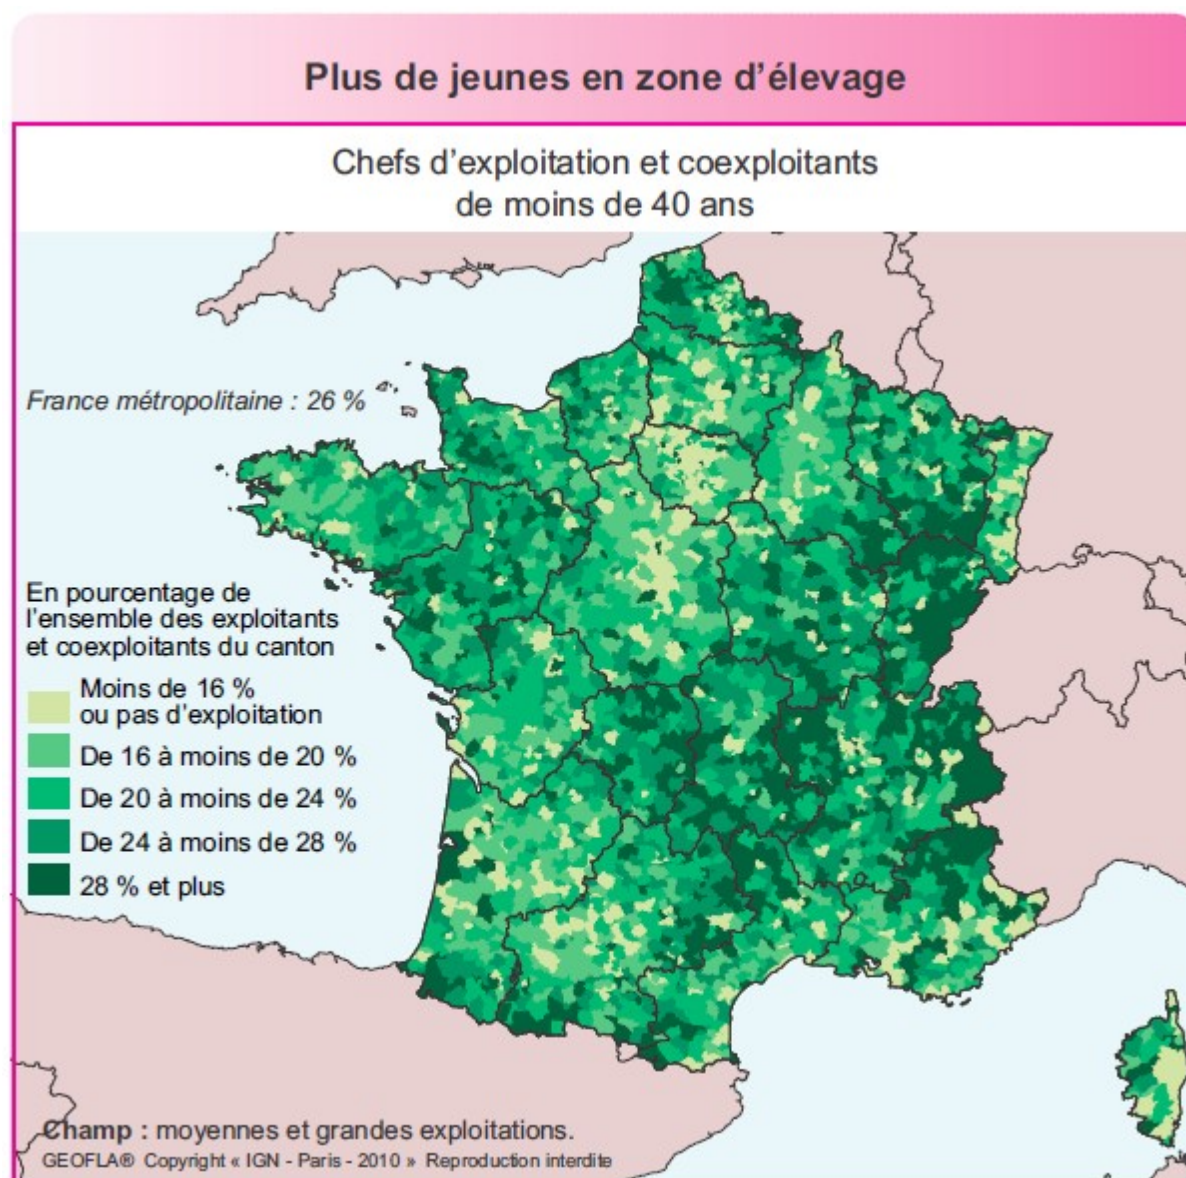 Plus de jeunes en zone d’élevage
Chefs d’exploitation et coexploitants
de moins de 40 ans
France métropolitaine : 26 %
En pourcentage de
l’ensemble des exploitants
et coexploitants du canton
Moins de 16 %
ou pas d’exploitation
De 16 à moins de 20 %
De 20 à moins de 24 %
De 24 à moins de 28 %
28 % et plus
Champ : moyennes et grandes exploitations.
GEOFLA® Copyright « IGN - Paris - 2010 » Reproduction interdite